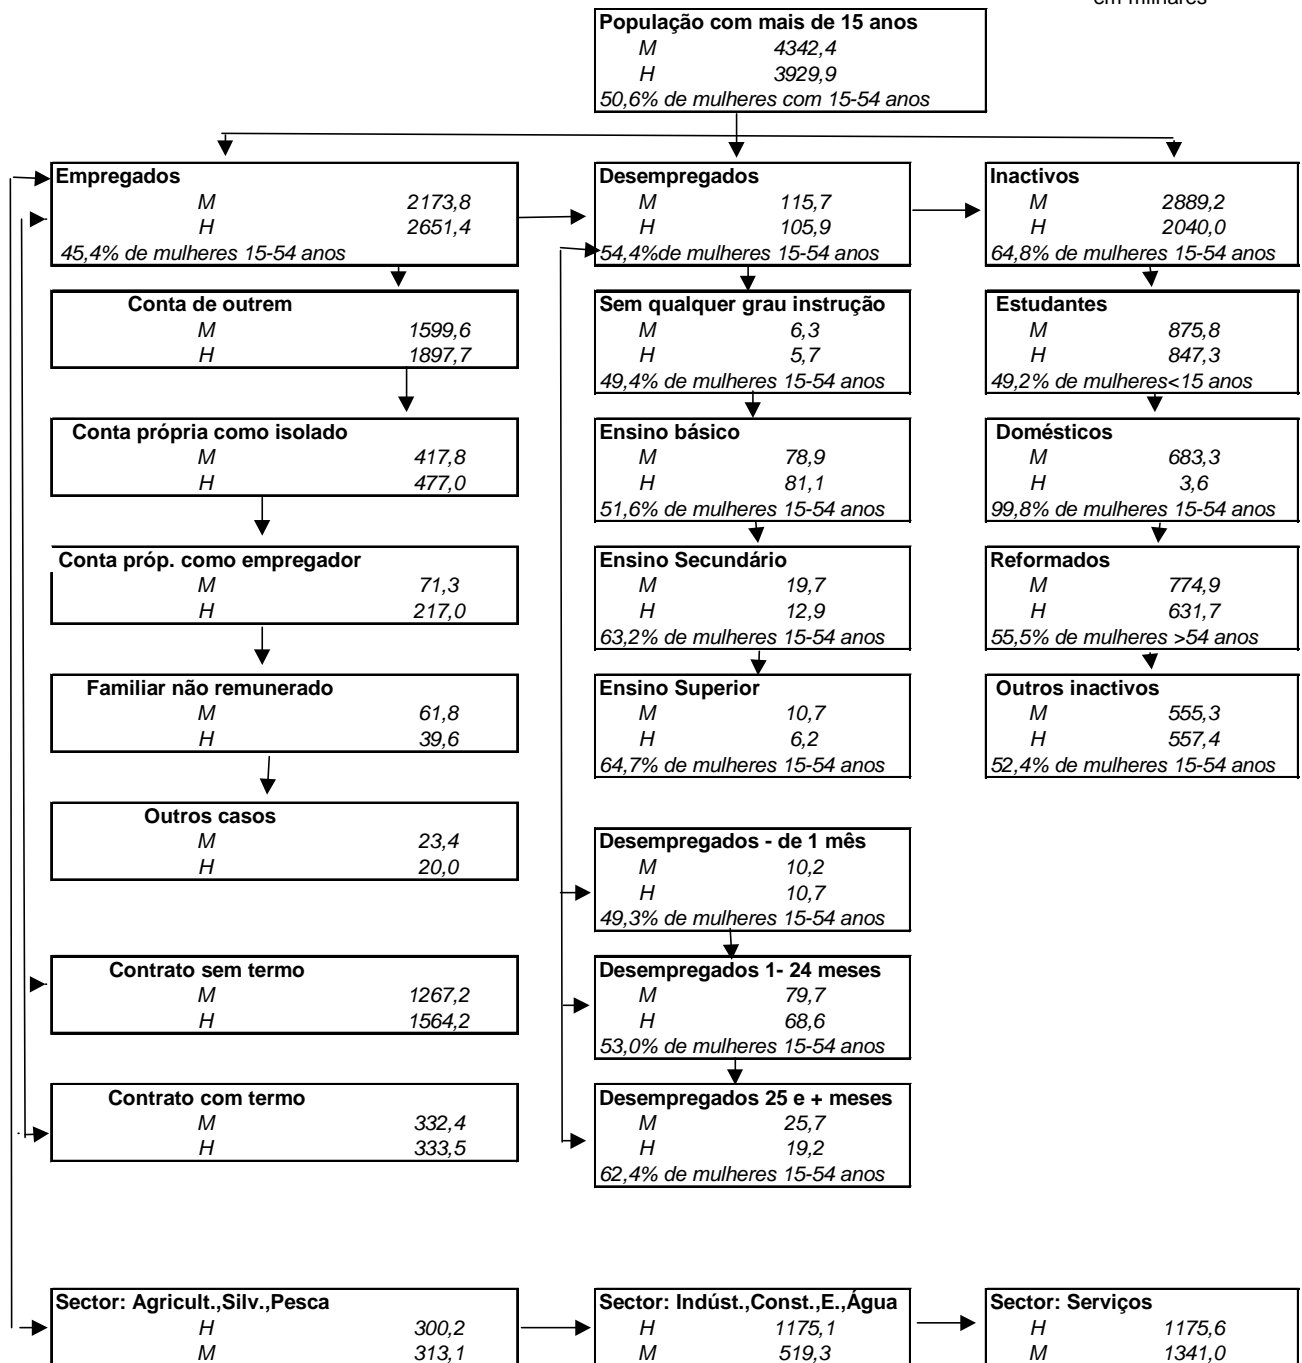 em milhares
População com mais de 15 anos
M 4342,4
H 3929,9
50,6% de mulheres com 15-54 anos
Empregados
M 2173,8
H 2651,4
45,4% de mulheres 15-54 anos
Conta de outrem
M 1599,6
H 1897,7
Conta própria como isolado
M 417,8
H 477,0
Conta próp. como empregador
M 71,3
H 217,0
Familiar não remunerado
M 61,8
H 39,6
Outros casos
M 23,4
H 20,0
Contrato sem termo
M 1267,2
H 1564,2
Contrato com termo
M 332,4
H 333,5
Desempregados
M 115,7
H 105,9
54,4%de mulheres 15-54 anos
Sem qualquer grau instrução
M 6,3
H 5,7
49,4% de mulheres 15-54 anos
Ensino básico
M 78,9
H 81,1
51,6% de mulheres 15-54 anos
Ensino Secundário
M 19,7
H 12,9
63,2% de mulheres 15-54 anos
Ensino Superior
M 10,7
H 6,2
64,7% de mulheres 15-54 anos
Desempregados - de 1 mês
M 10,2
H 10,7
49,3% de mulheres 15-54 anos
Desempregados 1- 24 meses
M 79,7
H 68,6
53,0% de mulheres 15-54 anos
Desempregados 25 e + meses
M 25,7
H 19,2
62,4% de mulheres 15-54 anos
Inactivos
M 2889,2
H 2040,0
64,8% de mulheres 15-54 anos
Estudantes
M 875,8
H 847,3
49,2% de mulheres<15 anos
Domésticos
M 683,3
H 3,6
99,8% de mulheres 15-54 anos
Reformados
M 774,9
H 631,7
55,5% de mulheres >54 anos
Outros inactivos
M 555,3
H 557,4
52,4% de mulheres 15-54 anos
Sector: Agricult.,Silv.,Pesca
H 300,2
M 313,1
Sector: Indúst.,Const.,E.,Água
H 1175,1
M 519,3
Sector: Serviços
H 1175,6
M 1341,0